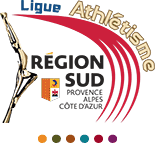 Ligue Athlétisme
RÉGION
SUD
PROVENCE
ALPES
CÔTE D'AZUR